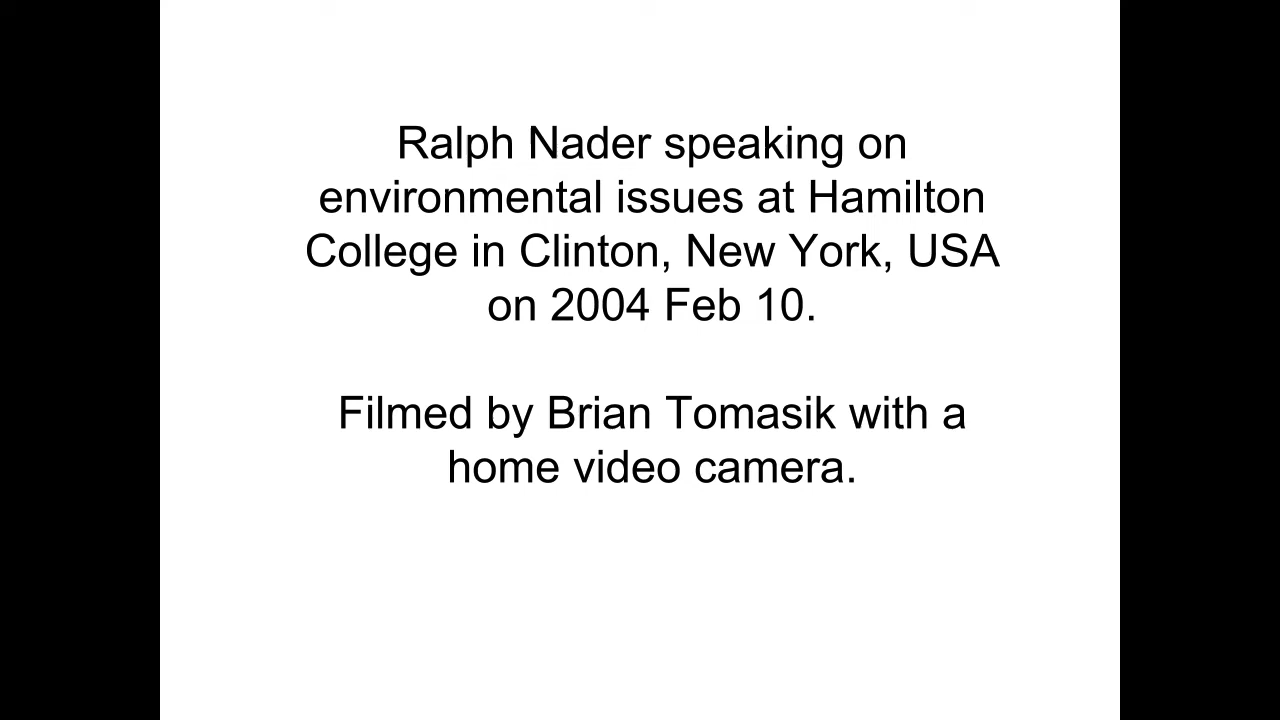 Ralph Nader speaking on
environmental issues at Hamilton
College in Clinton, New York, USA
on 2004 Feb 10.
Filmed by Brian Tomasik with a
home video camera.